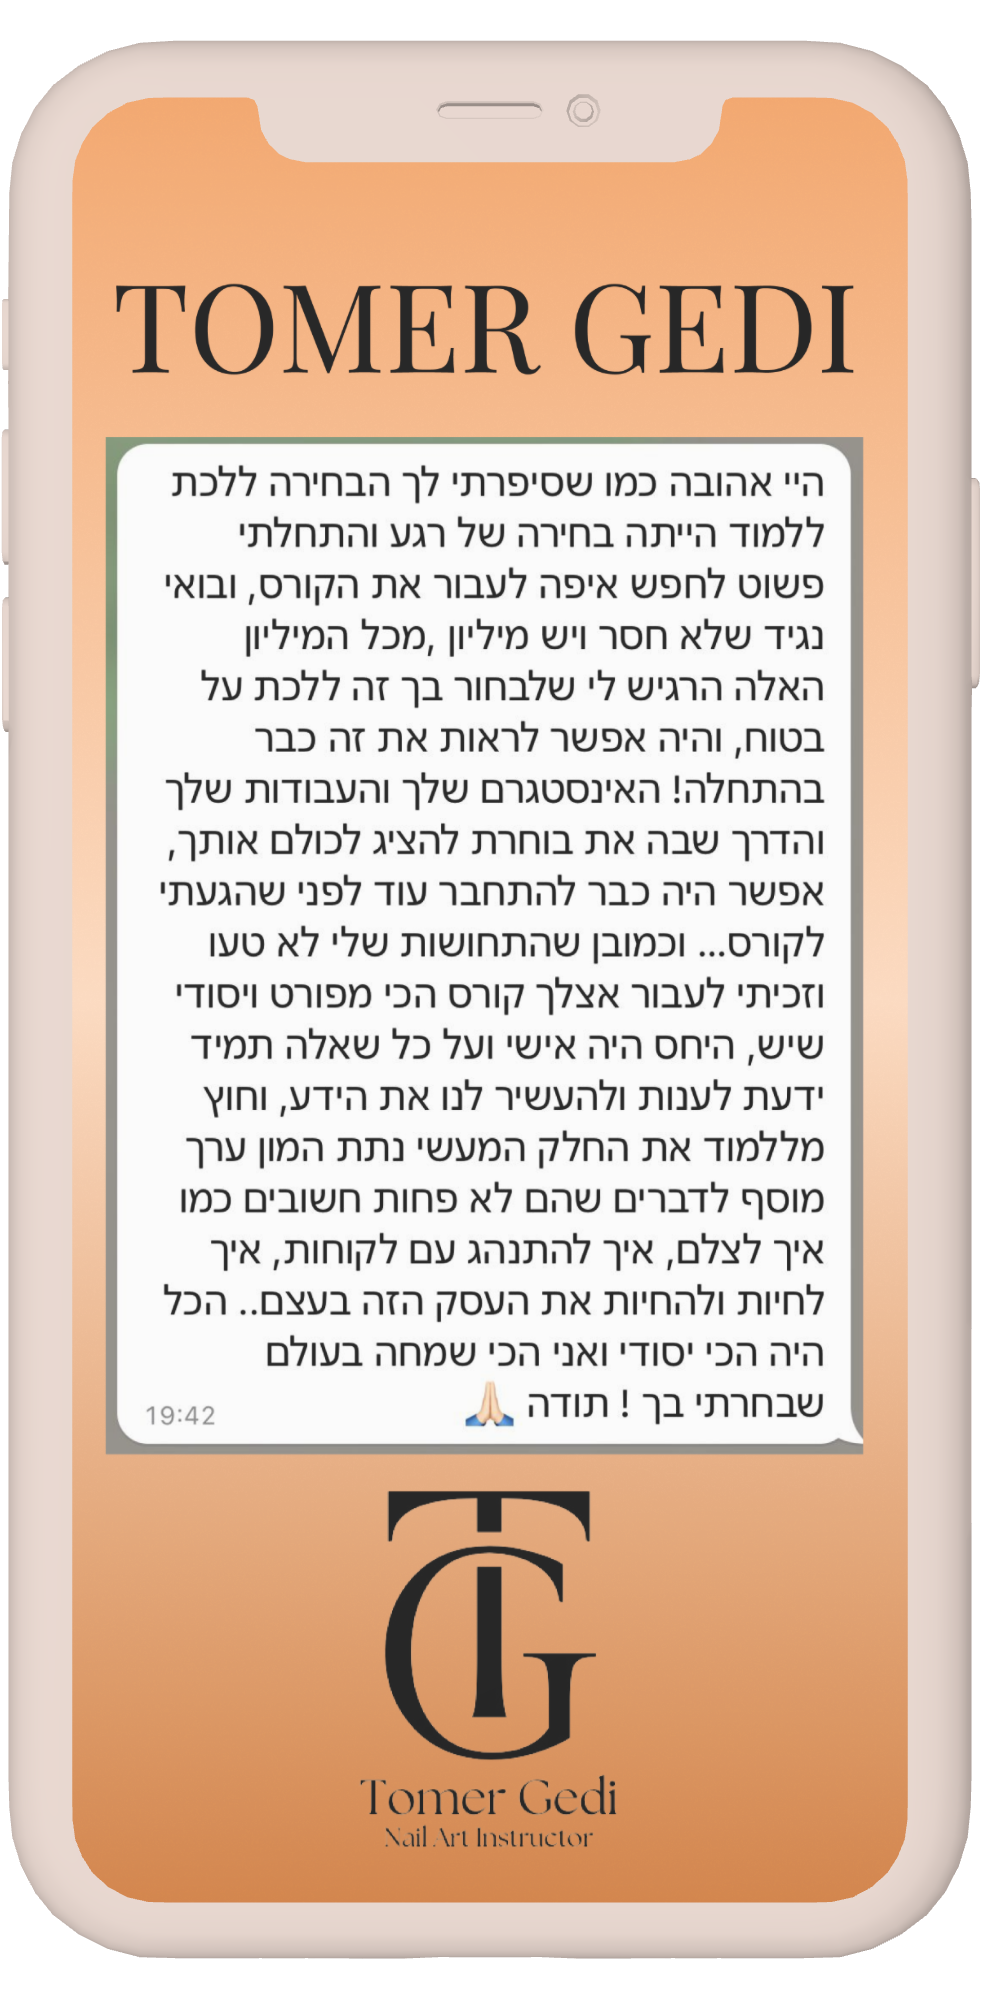 TOMER GEDI
היי אהובה כמו שסיפרתי לך הבחירה ללכת
ללמוד הייתה בחירה של רגע והתחלתי
פשוט לחפש איפה לעבור את הקורס, ובואי
נגיד שלא חסר ויש מיליון ,מכל המיליון
האלה הרגיש לי שלבחור בך זה ללכת על
בטוח, והיה אפשר לראות את זה כבר
בהתחלה! האינסטגרם שלך והעבודות שלך
והדרך שבה את בוחרת להציג לכולם אותך,
אפשר היה כבר להתחבר עוד לפני שהגעתי
לקורס... וכמובן שהתחושות שלי לא טעו
וזכיתי לעבור אצלך קורס הכי מפורט ויסודי
שיש, היחס היה אישי ועל כל שאלה תמיד
ידעת לענות ולהעשיר לנו את הידע, וחוץ
מללמוד את החלק המעשי נתת המון ערך
מוסף לדברים שהם לא פחות חשובים כמו
איך לצלם, איך להתנהג עם לקוחות, איך
לחיות ולהחיות את העסק הזה בעצם.. הכל
היה הכי יסודי ואני הכי שמחה בעולם
שבחרתי בך ! תודה 🙏🏻
19:42
TG
Tomer Gedi
Nail Art Instructor